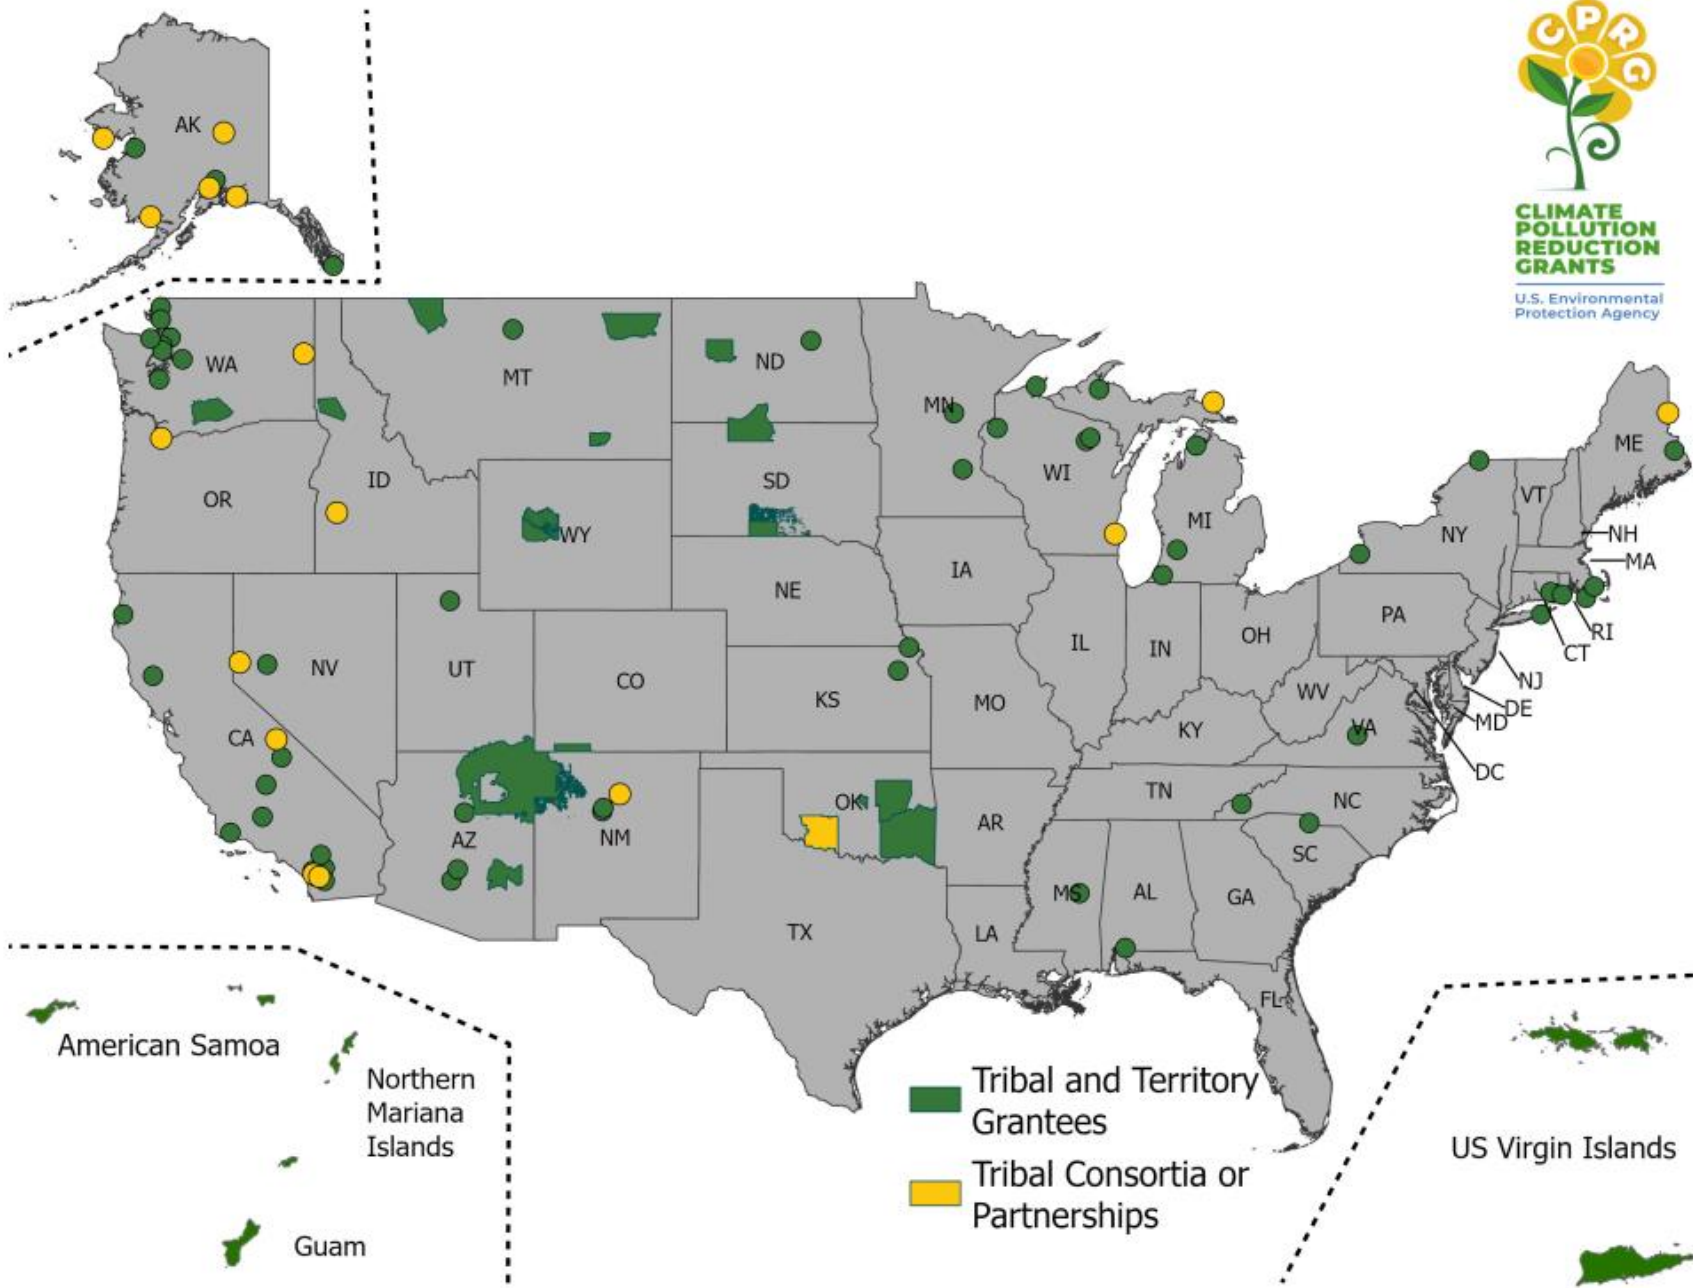 CPRG
CLIMATE
POLLUTION
REDUCTION
GRANTS
U.S. Environmental
Protection Agency
AK
WA
MT
ND
MN
ME
OR
ID
SD
WI
MI
VT
NH
NY
MA
WY
IA
NE
PA
RI
CT
NV
UT
CO
KS
MO
IL
IN
OH
WV
NJ
DE
MD
VA
DC
KY
CA
AZ
NM
OK
AR
TN
NC
SC
MS
AL
GA
TX
LA
FL
American Samoa
Northern
Mariana
Islands
Guam
Tribal and Territory
Grantees
Tribal Consortia or
Partnerships
US Virgin Islands